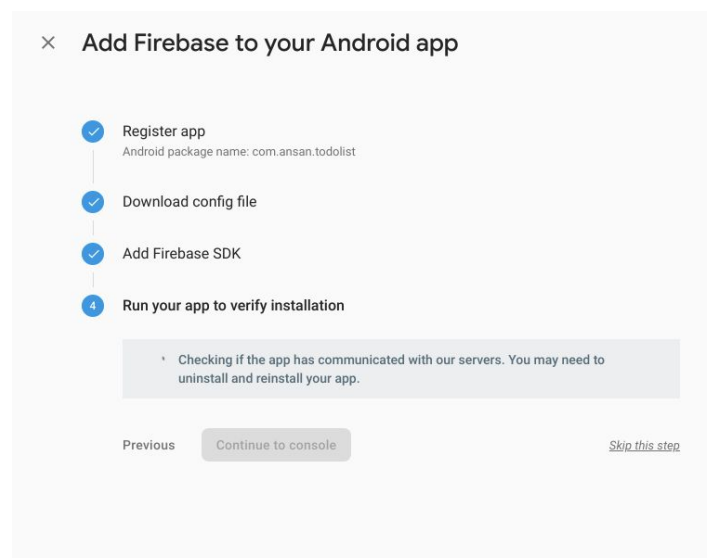 Add Firebase to your Android app
Register app
Android package name: com.ansan.todolist
Download config file
Add Firebase SDK
4 Run your app to verify installation
Checking if the app has communicated with our servers. You may need to
uninstall and reinstall your app.
Previous Continue to console Skip this step